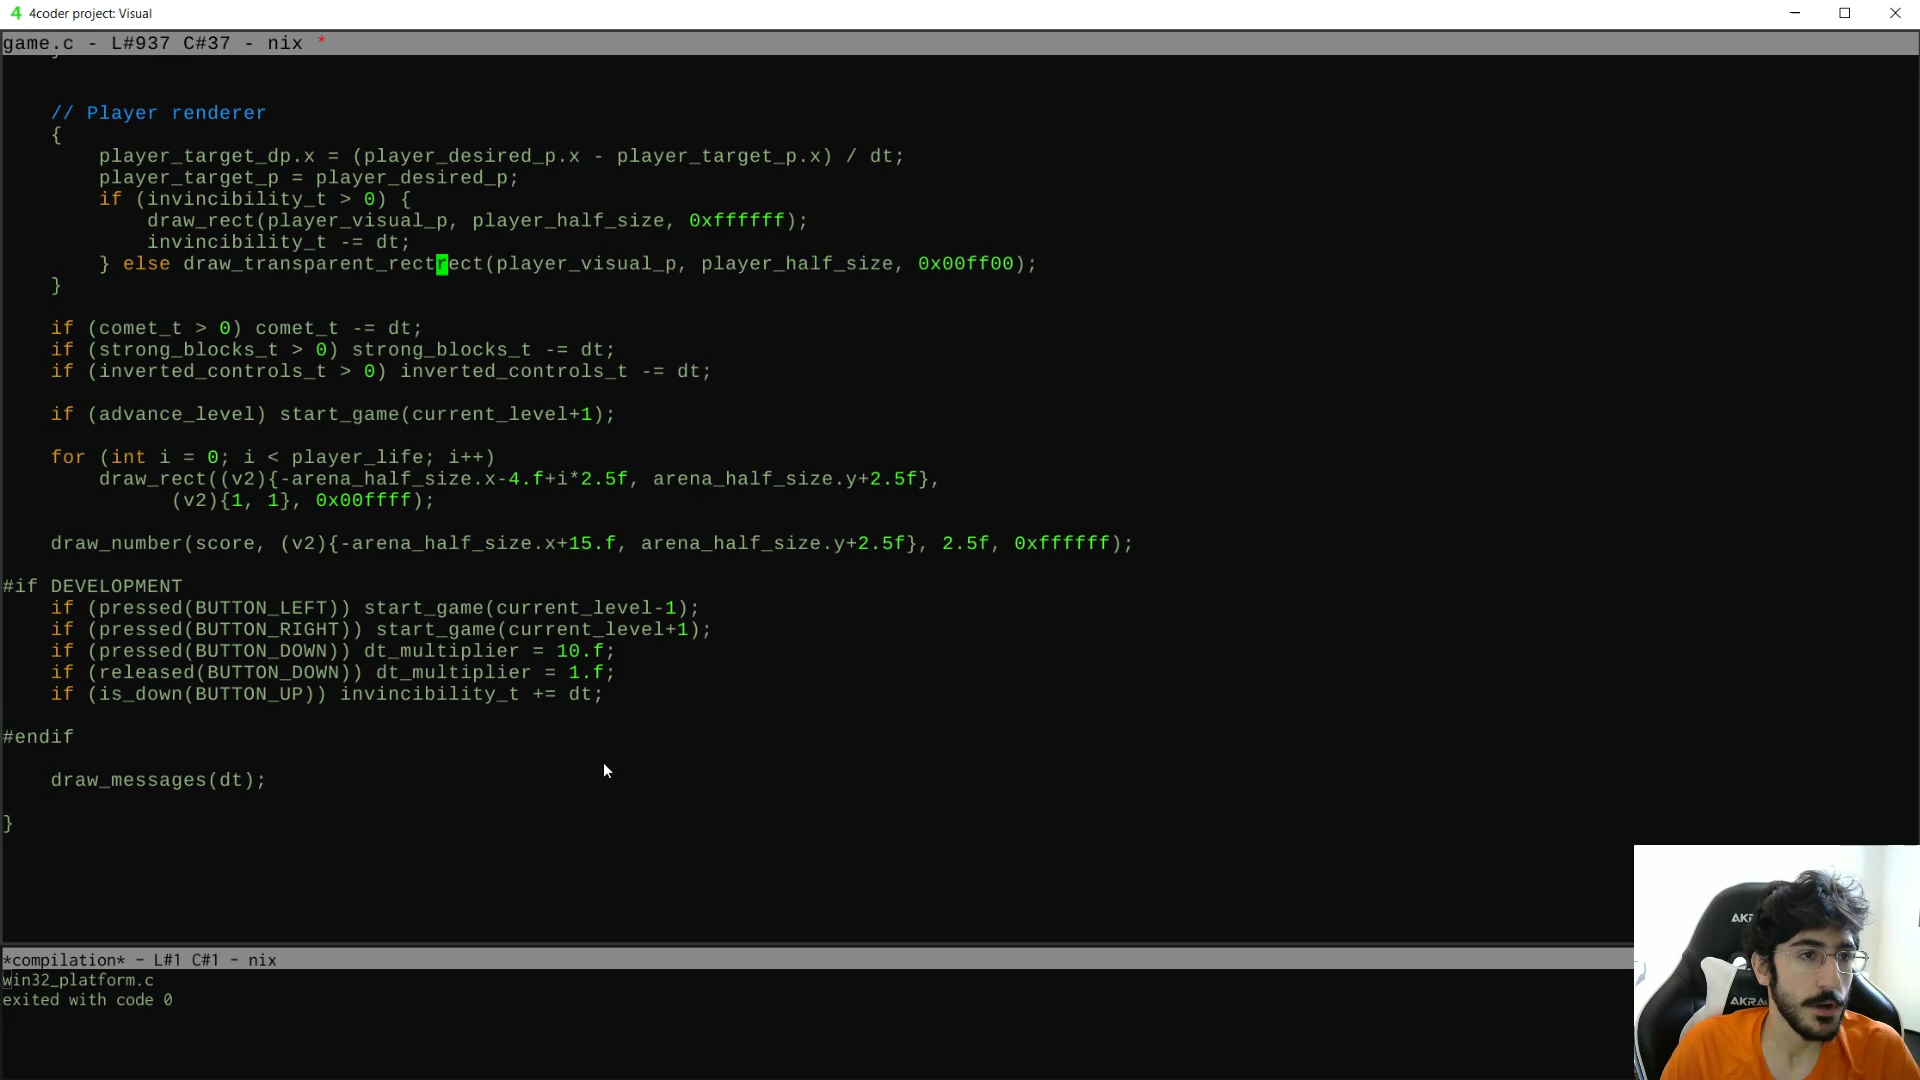 4 4coder project: Visual
game.c - L#937 C#37 - nix *
// Player renderer
{
player_target_dp.x = (player_desired_p.x - player_target_p.x) / dt;
player_target_p = player_desired_p;
if (invincibility_t > 0) {
draw_rect(player_visual_p, player_half_size, 0xffffff);
invincibility_t -= dt;
} else draw_transparent_rectrect(player_visual_p, player_half_size, 0x00ff00);
}
if (comet_t > 0) comet_t -= dt;
if (strong_blocks_t > 0) strong_blocks_t -= dt;
if (inverted_controls_t > 0) inverted_controls_t -= dt;
if (advance_level) start_game(current_level+1);
for (int i = 0; i < player_life; i++)
draw_rect((v2){-arena_half_size.x-4.f+i*2.5f, arena_half_size.y+2.5f},
(v2){1, 1}, 0x00ffff);
draw_number(score, (v2){-arena_half_size.x+15.f, arena_half_size.y+2.5f}, 2.5f, 0xffffff);
#if DEVELOPMENT
if (pressed(BUTTON_LEFT)) start_game(current_level-1);
if (pressed(BUTTON_RIGHT)) start_game(current_level+1);
if (pressed(BUTTON_DOWN)) dt_multiplier = 10.f;
if (released(BUTTON_DOWN)) dt_multiplier = 1.f;
if (is_down(BUTTON_UP)) invincibility_t += dt;
#endif
draw_messages(dt);
}
*compilation* - L#1 C#1 - nix
win32_platform.c
exited with code 0